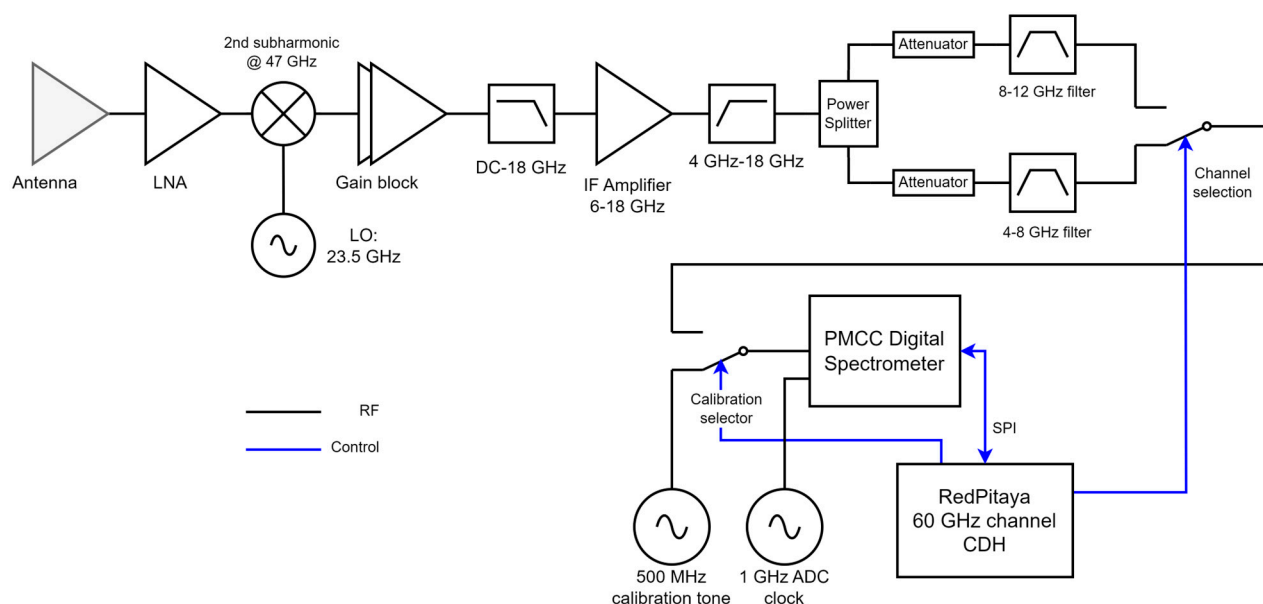 2nd subharmonic
@ 47 GHz
Antenna
LNA
LO:
23.5 GHz
Gain block
DC-18 GHz
IF Amplifier
6-18 GHz
4 GHz-18 GHz
Power
Splitter
Attenuator
8-12 GHz filter
Attenuator
4-8 GHz filter
Channel
selection
PMCC Digital
Spectrometer
Calibration
selector
SPI
RF
Control
RedPitaya
60 GHz channel
CDH
500 MHz
calibration tone
1 GHz ADC
clock